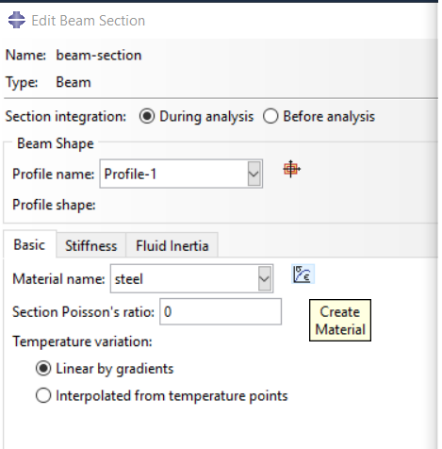 Edit Beam Section
Name: beam-section
Type: Beam
Section integration: During analysis Before analysis
Beam Shape
Profile name: Profile-1
Profile shape:
Basic Stiffness Fluid Inertia
Material name: steel
Section Poisson's ratio: 0
Create
Material
Temperature variation:
Linear by gradients
Interpolated from temperature points